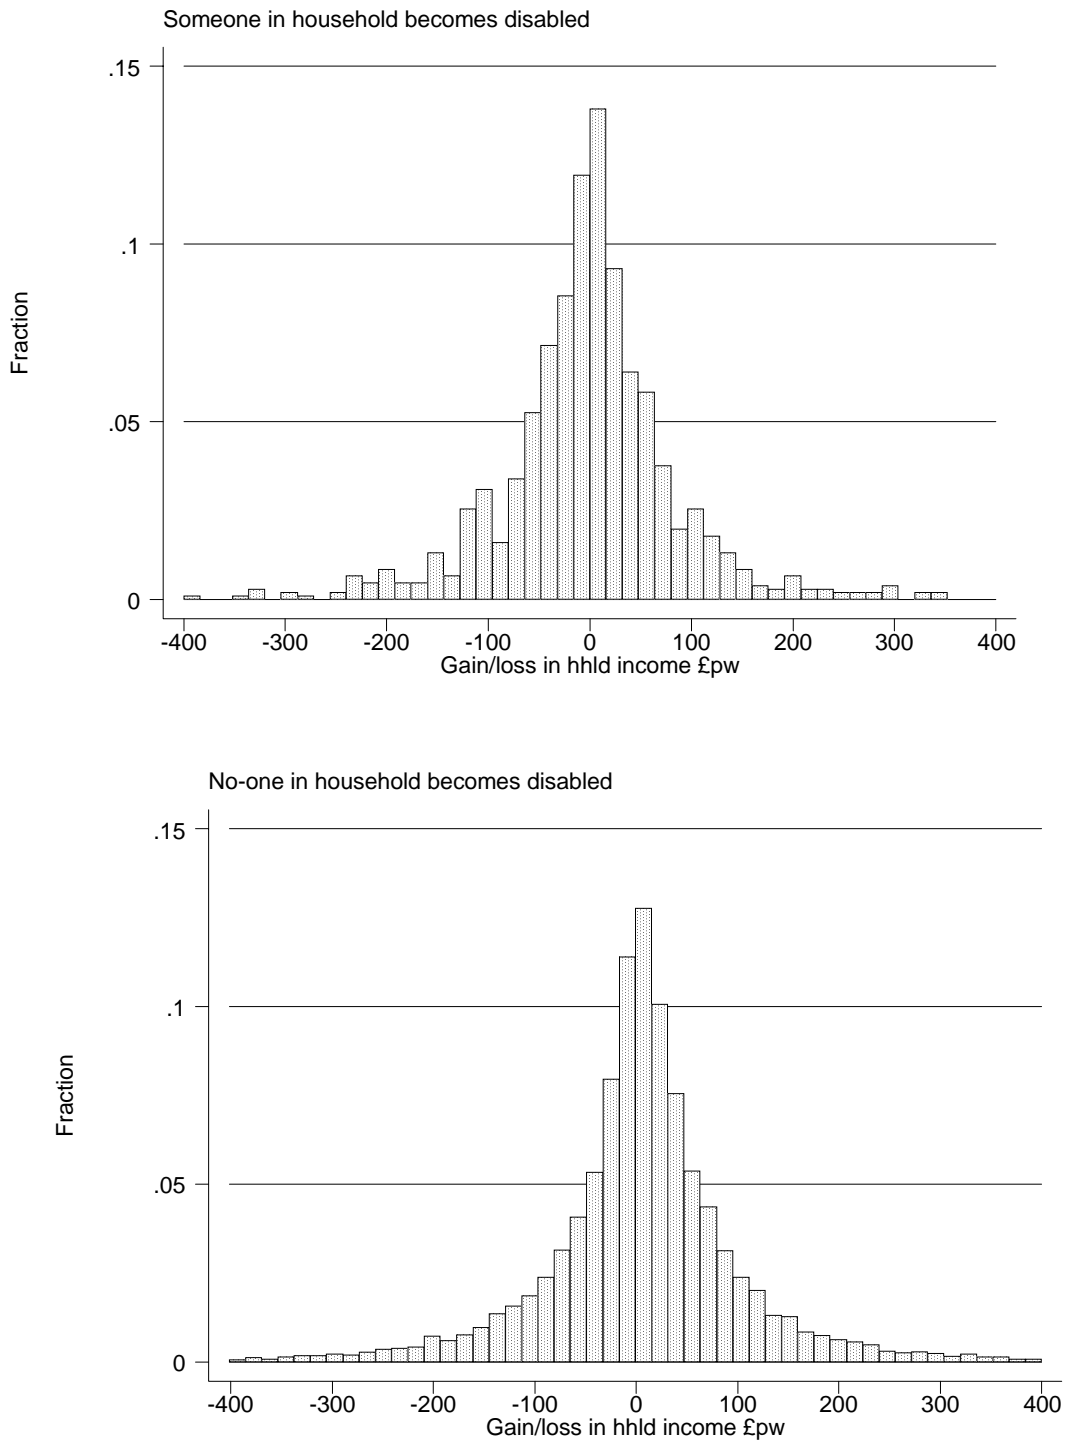 Someone in household becomes disabled
.15
.1
.05
0
Fraction
-400 -300 -200 -100 0 100 200 300 400
Gain/loss in hhld income £pw
No-one in household becomes disabled
.15
.1
.05
0
Fraction
-400 -300 -200 -100 0 100 200 300 400
Gain/loss in hhld income £pw